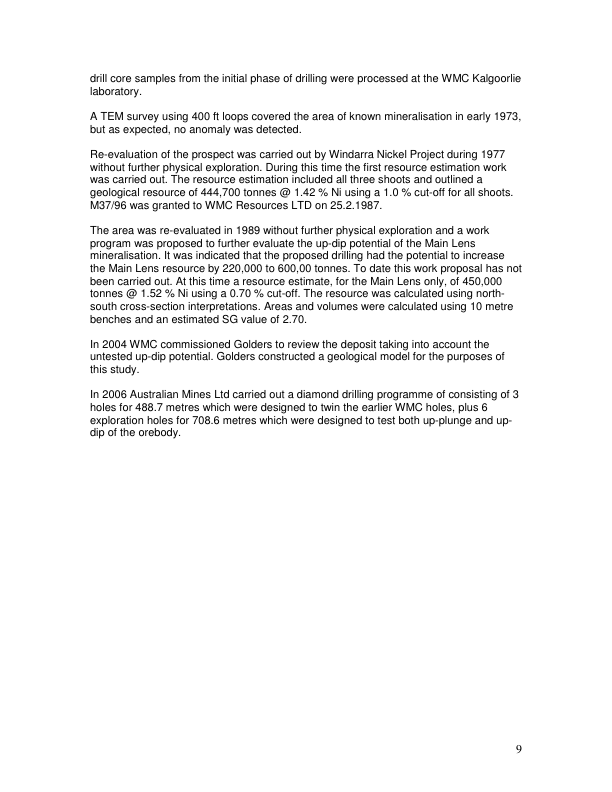 drill core samples from the initial phase of drilling were processed at the WMC Kalgoorlie
laboratory.
A TEM survey using 400 ft loops covered the area of known mineralisation in early 1973,
but as expected, no anomaly was detected.
Re-evaluation of the prospect was carried out by Windarra Nickel Project during 1977
without further physical exploration. During this time the first resource estimation work
was carried out. The resource estimation included all three shoots and outlined a
geological resource of 444,700 tonnes @ 1.42 % Ni using a 1.0 % cut-off for all shoots.
M37/96 was granted to WMC Resources LTD on 25.2.1987.
The area was re-evaluated in 1989 without further physical exploration and a work
program was proposed to further evaluate the up-dip potential of the Main Lens
mineralisation. It was indicated that the proposed drilling had the potential to increase
the Main Lens resource by 220,000 to 600,00 tonnes. To date this work proposal has not
been carried out. At this time a resource estimate, for the Main Lens only, of 450,000
tonnes @ 1.52 % Ni using a 0.70 % cut-off. The resource was calculated using north-
south cross-section interpretations. Areas and volumes were calculated using 10 metre
benches and an estimated SG value of 2.70.
In 2004 WMC commissioned Golders to review the deposit taking into account the
untested up-dip potential. Golders constructed a geological model for the purposes of
this study.
In 2006 Australian Mines Ltd carried out a diamond drilling programme of consisting of 3
holes for 488.7 metres which were designed to twin the earlier WMC holes, plus 6
exploration holes for 708.6 metres which were designed to test both up-plunge and up-
dip of the orebody.
9